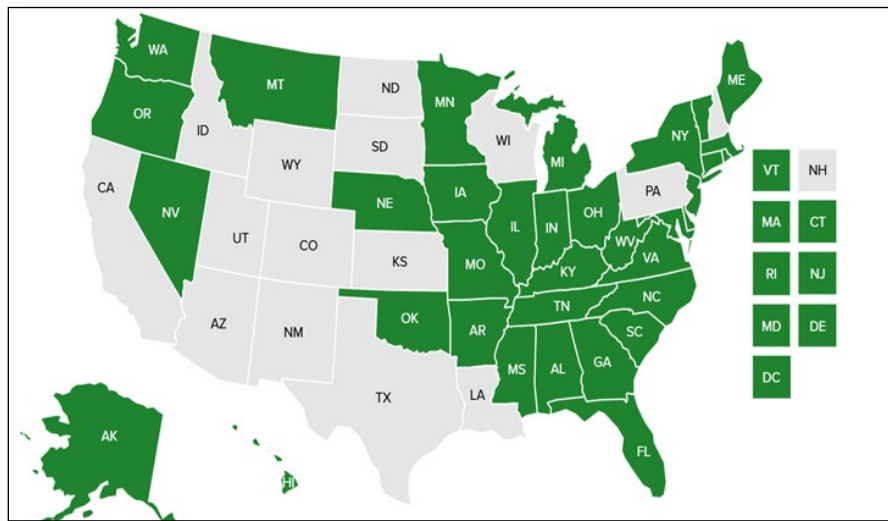 WA
MT
ND
MN
ME
OR
ID
SD
WI
MI
NY
WY
CA
NV
NE
IA
PA
VT
NH
UT
CO
IL
IN
OH
KS
MO
WV
VA
KY
MA
CT
AZ
NM
OK
AR
TN
NC
RI
NJ
SC
MS
AL
GA
MD
DE
TX
LA
DC
AK
FL
HI